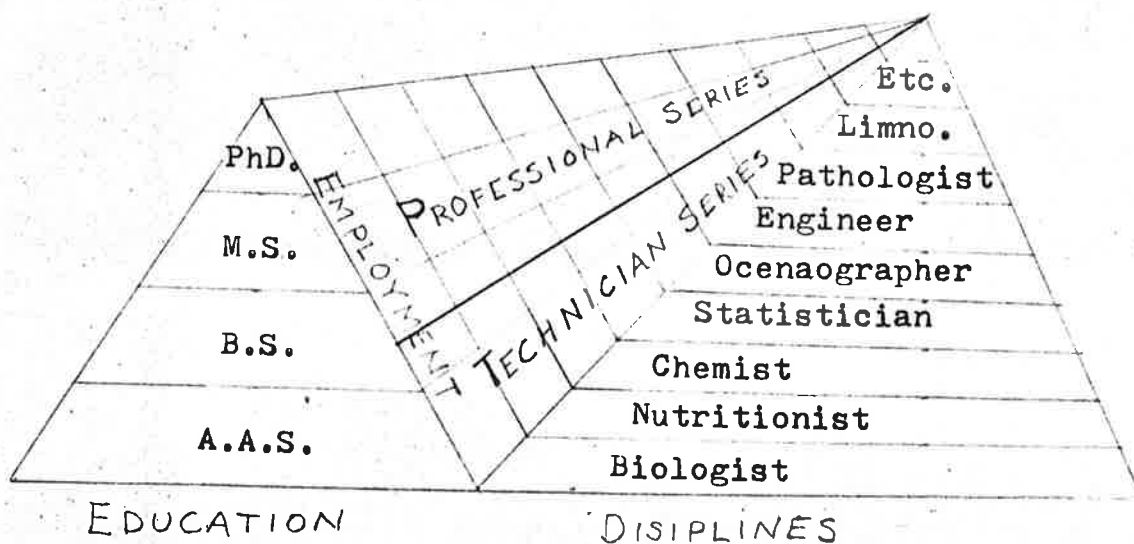 PhD.
M.S.
B.S.
A.A.S.
EDUCATION
EMPLOYMENT
PROFESSIONAL SERIES
TECHNICIAN SERIES
Etc.
Limno.
Pathologist
Engineer
Ocenaographer
Statistician
Chemist
Nutritionist
Biologist
DISIPLINES